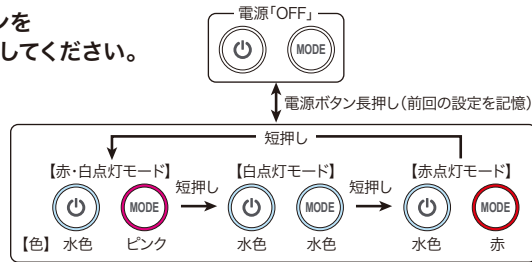 ンを
してください。
電源「OFF」
MODE
電源ボタン長押し(前回の設定を記憶)
短押し
【赤・白点灯モード】 【白点灯モード】 【赤点灯モード】
MODE 短押し MODE 短押し MODE
【色】 水色 ピンク 水色 水色 水色 赤